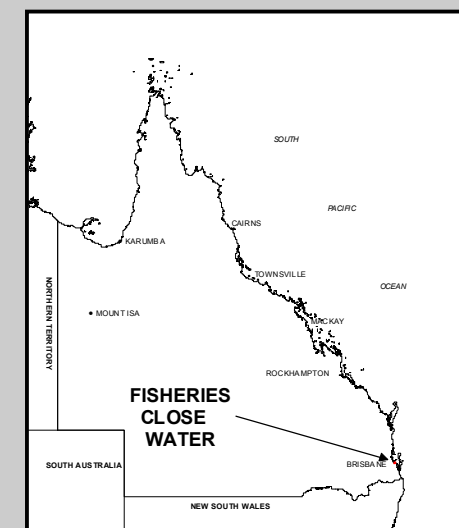 SOUTH
PACIFIC
OCEAN
CAIRNS
KARUMBA
TOWNSVILLE
NORTHERN TERRITORY
MOUNT ISA
MACKAY
ROCKHAMPTON
FISHERIES
CLOSE
WATER
BRISBANE
SOUTH AUSTRALIA
NEW SOUTH WALES